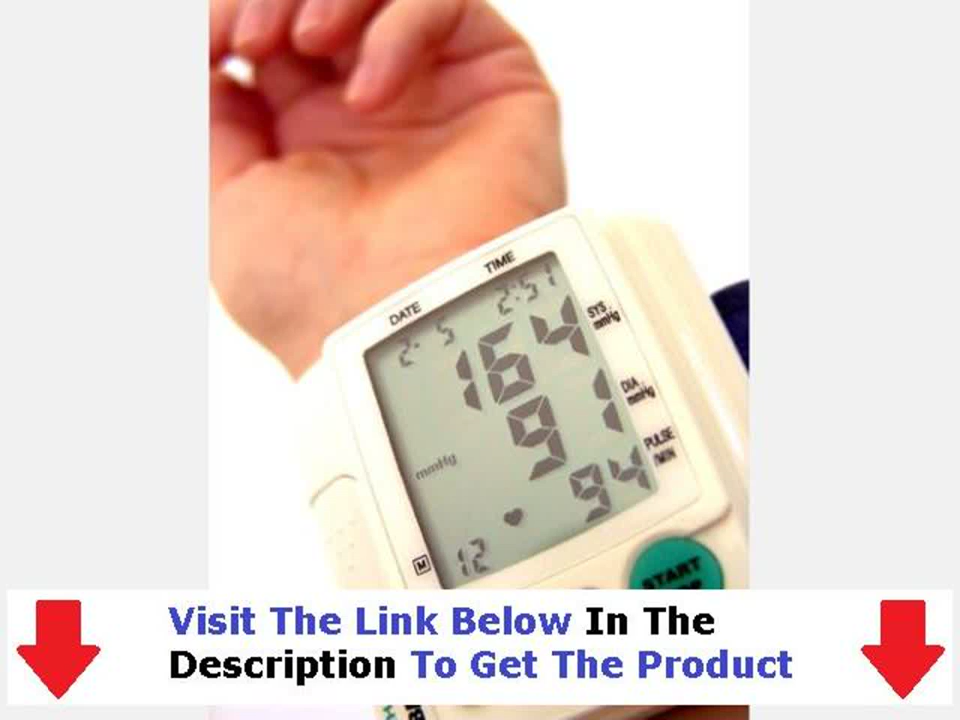 DATE TIME
2· 5 2:51
164 SYS. mmHg
91 DIA. mmHg
mmHg
94 PULSE /MIN
M 12
START
Visit The Link Below In The
Description To Get The Product